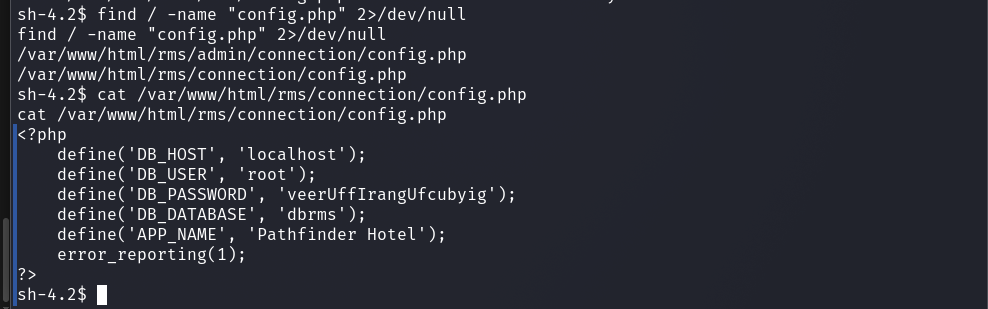 sh-4.2$ find / -name "config.php" 2>/dev/null
find / -name "config.php" 2>/dev/null
/var/www/html/rms/admin/connection/config.php
/var/www/html/rms/connection/config.php
sh-4.2$ cat /var/www/html/rms/connection/config.php
cat /var/www/html/rms/connection/config.php
<?php
    define('DB_HOST', 'localhost');
    define('DB_USER', 'root');
    define('DB_PASSWORD', 'veerUffIrangUfcubyig');
    define('DB_DATABASE', 'dbrms');
    define('APP_NAME', 'Pathfinder Hotel');
    error_reporting(1);
?>
sh-4.2$